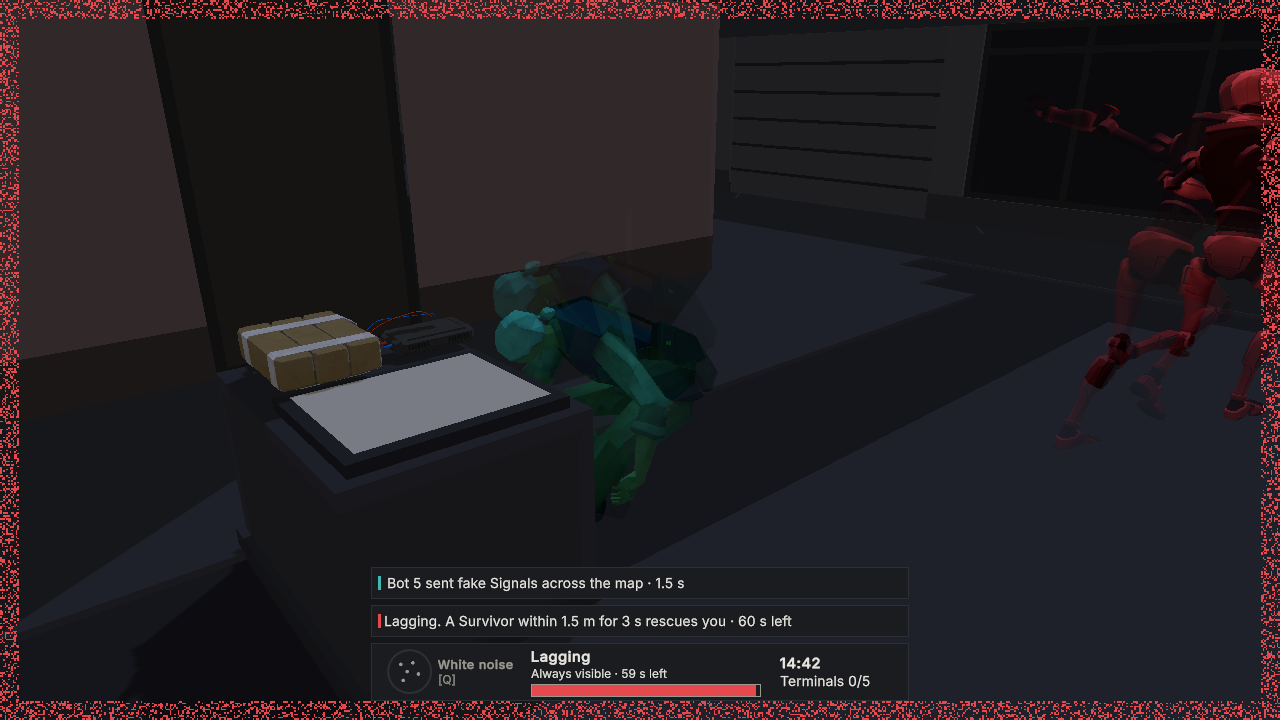 Bot 5 sent fake Signals across the map · 1.5 s
Lagging. A Survivor within 1.5 m for 3 s rescues you · 60 s left
White noise
[Q]
Lagging
Always visible · 59 s left
14:42
Terminals 0/5